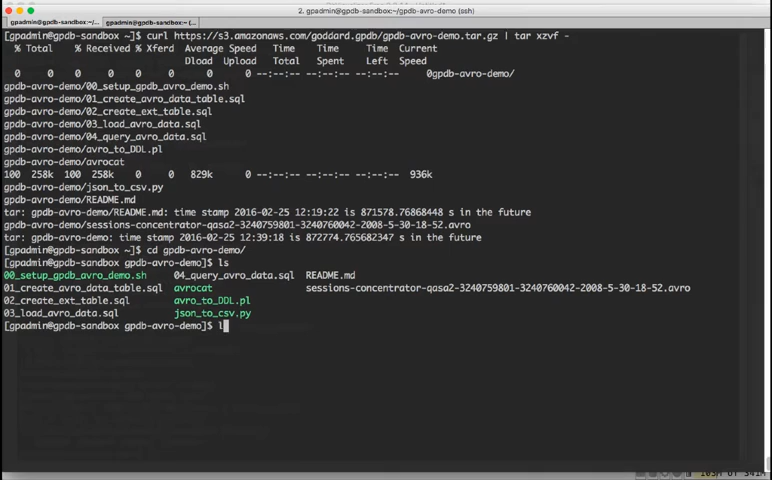 2. gpadmin@gpdb-sandbox:~/gpdb-avro-demo (ssh)
gpadmin@gpdb-sandbox:~/... gpadmin@gpdb-sandbox:~ (...
[gpadmin@gpdb-sandbox ~]$ curl https://s3.amazonaws.com/goddard.gpdb/gpdb-avro-demo.tar.gz | tar xzvf -
% Total % Received % Xferd Average Speed Time Time Time Current
Dload Upload Total Spent Left Speed
0 0 0 0 0 0 0 0 --:--:-- --:--:-- --:--:-- 0gpdb-avro-demo/
gpdb-avro-demo/00_setup_gpdb_avro_demo.sh
gpdb-avro-demo/01_create_avro_data_table.sql
gpdb-avro-demo/02_create_ext_table.sql
gpdb-avro-demo/03_load_avro_data.sql
gpdb-avro-demo/04_query_avro_data.sql
gpdb-avro-demo/avro_to_DDL.pl
gpdb-avro-demo/avrocat
100 258k 100 258k 0 0 829k 0 --:--:-- --:--:-- --:--:-- 936k
gpdb-avro-demo/json_to_csv.py
gpdb-avro-demo/README.md
tar: gpdb-avro-demo/README.md: time stamp 2016-02-25 12:19:22 is 871578.76868448 s in the future
gpdb-avro-demo/sessions-concentrator-qasa2-3240759801-3240760042-2008-5-30-18-52.avro
tar: gpdb-avro-demo: time stamp 2016-02-25 12:39:18 is 872774.765682347 s in the future
[gpadmin@gpdb-sandbox ~]$ cd gpdb-avro-demo/
[gpadmin@gpdb-sandbox gpdb-avro-demo]$ ls
00_setup_gpdb_avro_demo.sh 04_query_avro_data.sql README.md
01_create_avro_data_table.sql avrocat sessions-concentrator-qasa2-3240759801-3240760042-2008-5-30-18-52.avro
02_create_ext_table.sql avro_to_DDL.pl
03_load_avro_data.sql json_to_csv.py
[gpadmin@gpdb-sandbox gpdb-avro-demo]$ l